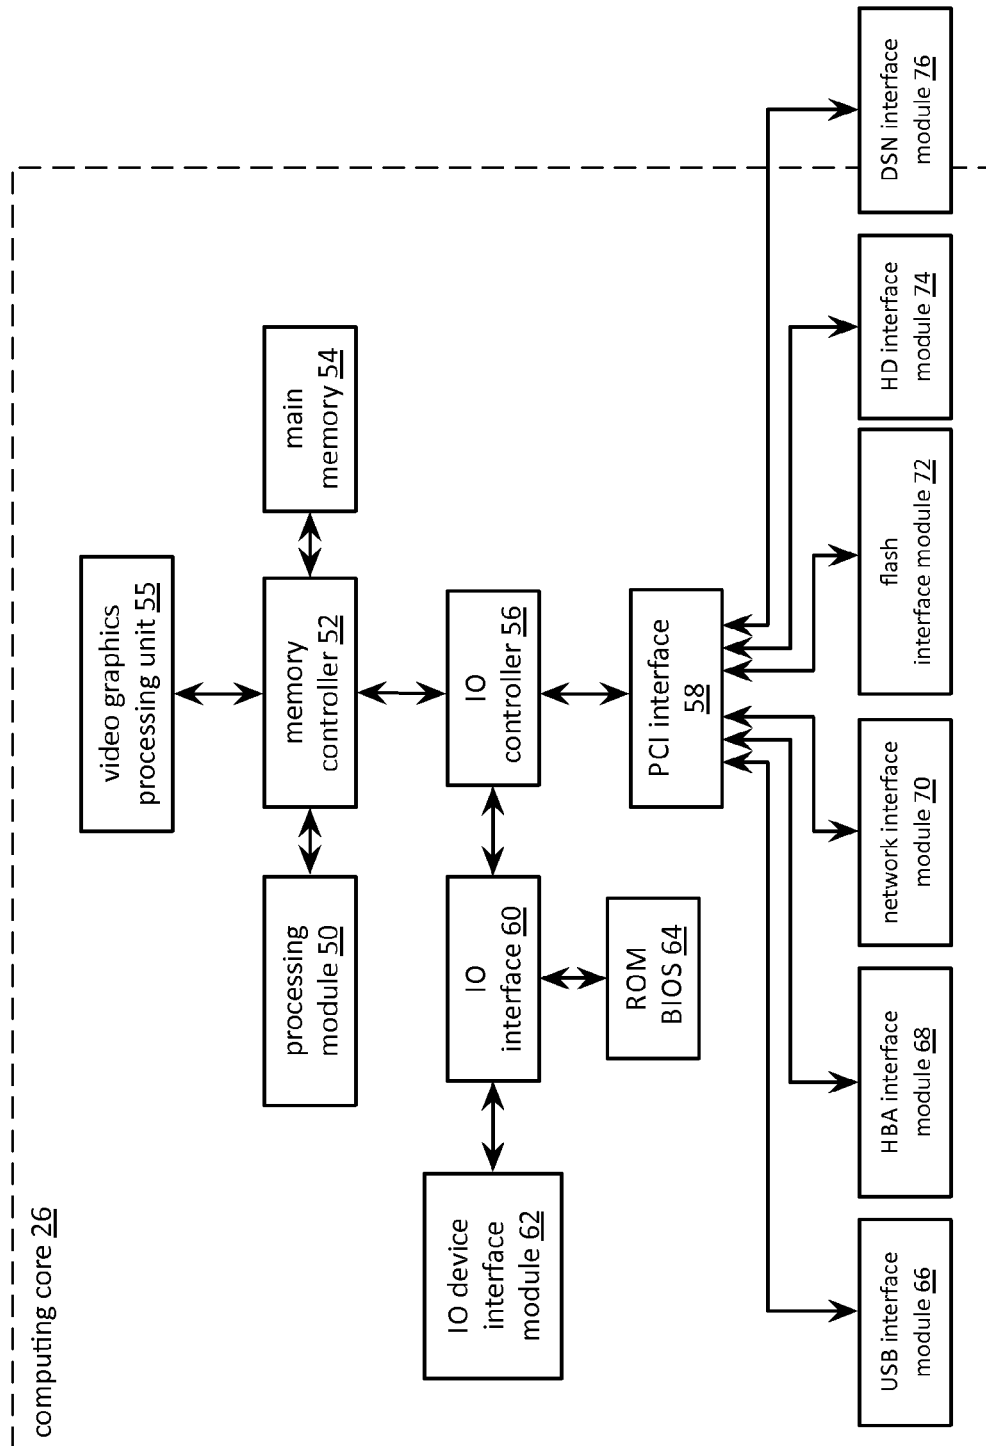 computing core 26
video graphics
processing unit 55
processing
module 50
memory
controller 52
main
memory 54
IO device
interface
module 62
IO
interface 60
IO
controller 56
ROM
BIOS 64
PCI interface
58
USB interface
module 66
HBA interface
module 68
network interface
module 70
flash
interface module 72
HD interface
module 74
DSN interface
module 76